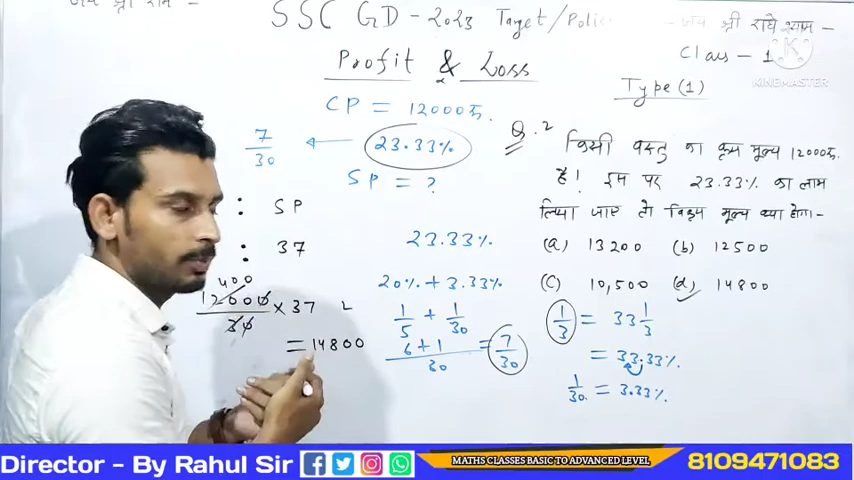 जय श्री राम -
SSC GD - 2023 Target/Polic
- जय श्री राधे श्याम -
Class - 1
K
KINEMASTER
Profit & Loss
Type (1)
CP = 12000रु.
7/30 ← 23.33%
SP = ?
Q.2 किसी वस्तु का क्रय मूल्य 12000रु.
है! इस पर 23.33% का लाभ
लिया जाए तो विक्रय मूल्य क्या होगा-
(a) 13200 (b) 12500
(c) 10,500 (d) 14800
: SP
: 37
400
12000/30 × 37
= 14800
23.33%
20% + 3.33%
1/5 + 1/30
6+1/30 = 7/30
1/3 = 33 1/3
= 33.33%
1/30 = 3.33%
Director - By Rahul Sir
MATHS CLASSES BASIC TO ADVANCED LEVEL
8109471083